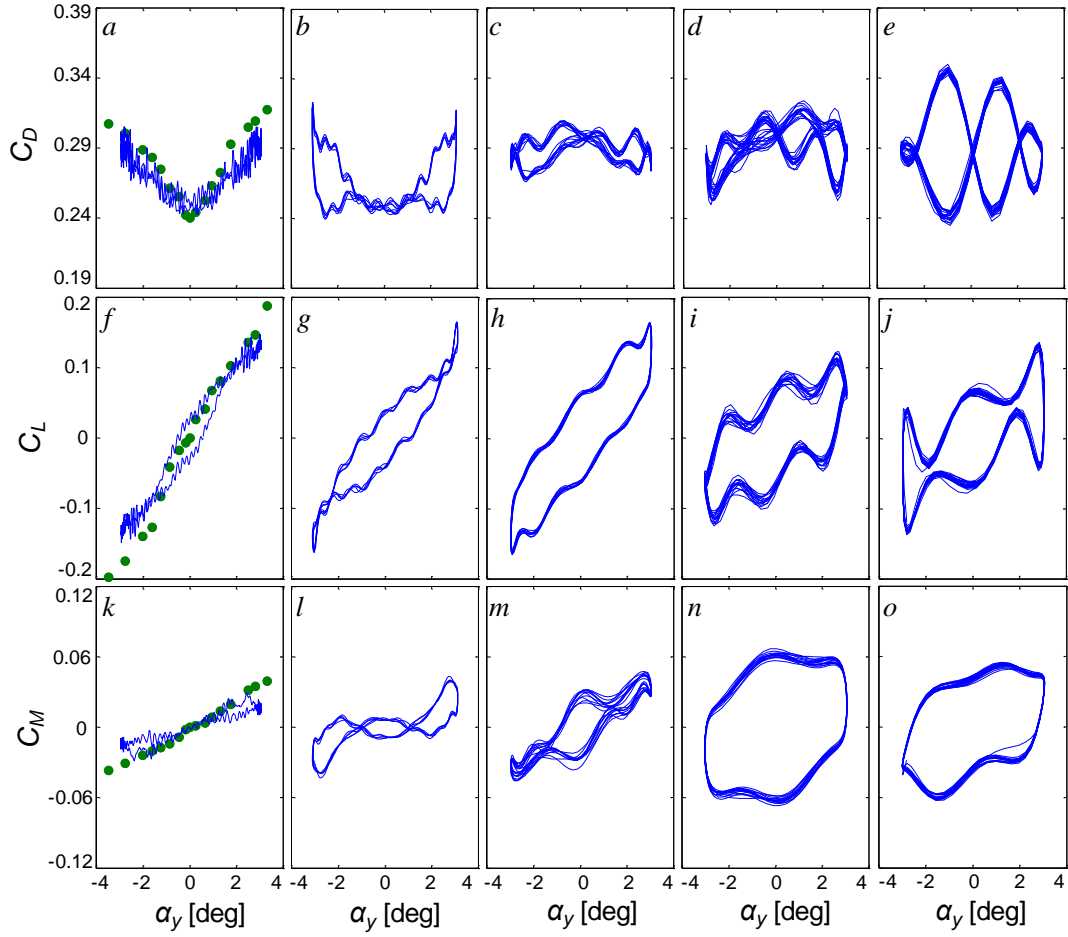 a b c d e
0.39
0.34
0.29
0.24
0.19
C_D
f g h i j
0.2
0.1
0
-0.1
-0.2
C_L
k l m n o
0.12
0.06
0
-0.06
-0.12
C_M
-4 -2 0 2 4 -4 -2 0 2 4 -4 -2 0 2 4 -4 -2 0 2 4 -4 -2 0 2 4
α_y [deg] α_y [deg] α_y [deg] α_y [deg] α_y [deg]